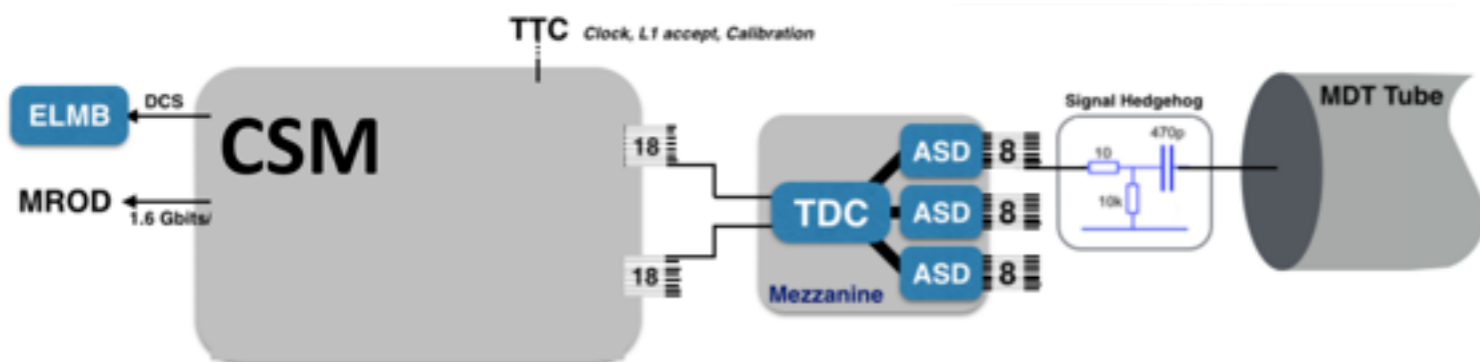 TTC Clock, L1 accept, Calibration
ELMB
DCS
CSM
MROD
1.6 Gbits/
18
18
TDC
ASD
8
ASD
8
ASD
8
Mezzanine
Signal Hedgehog
470p
10
10k
MDT Tube